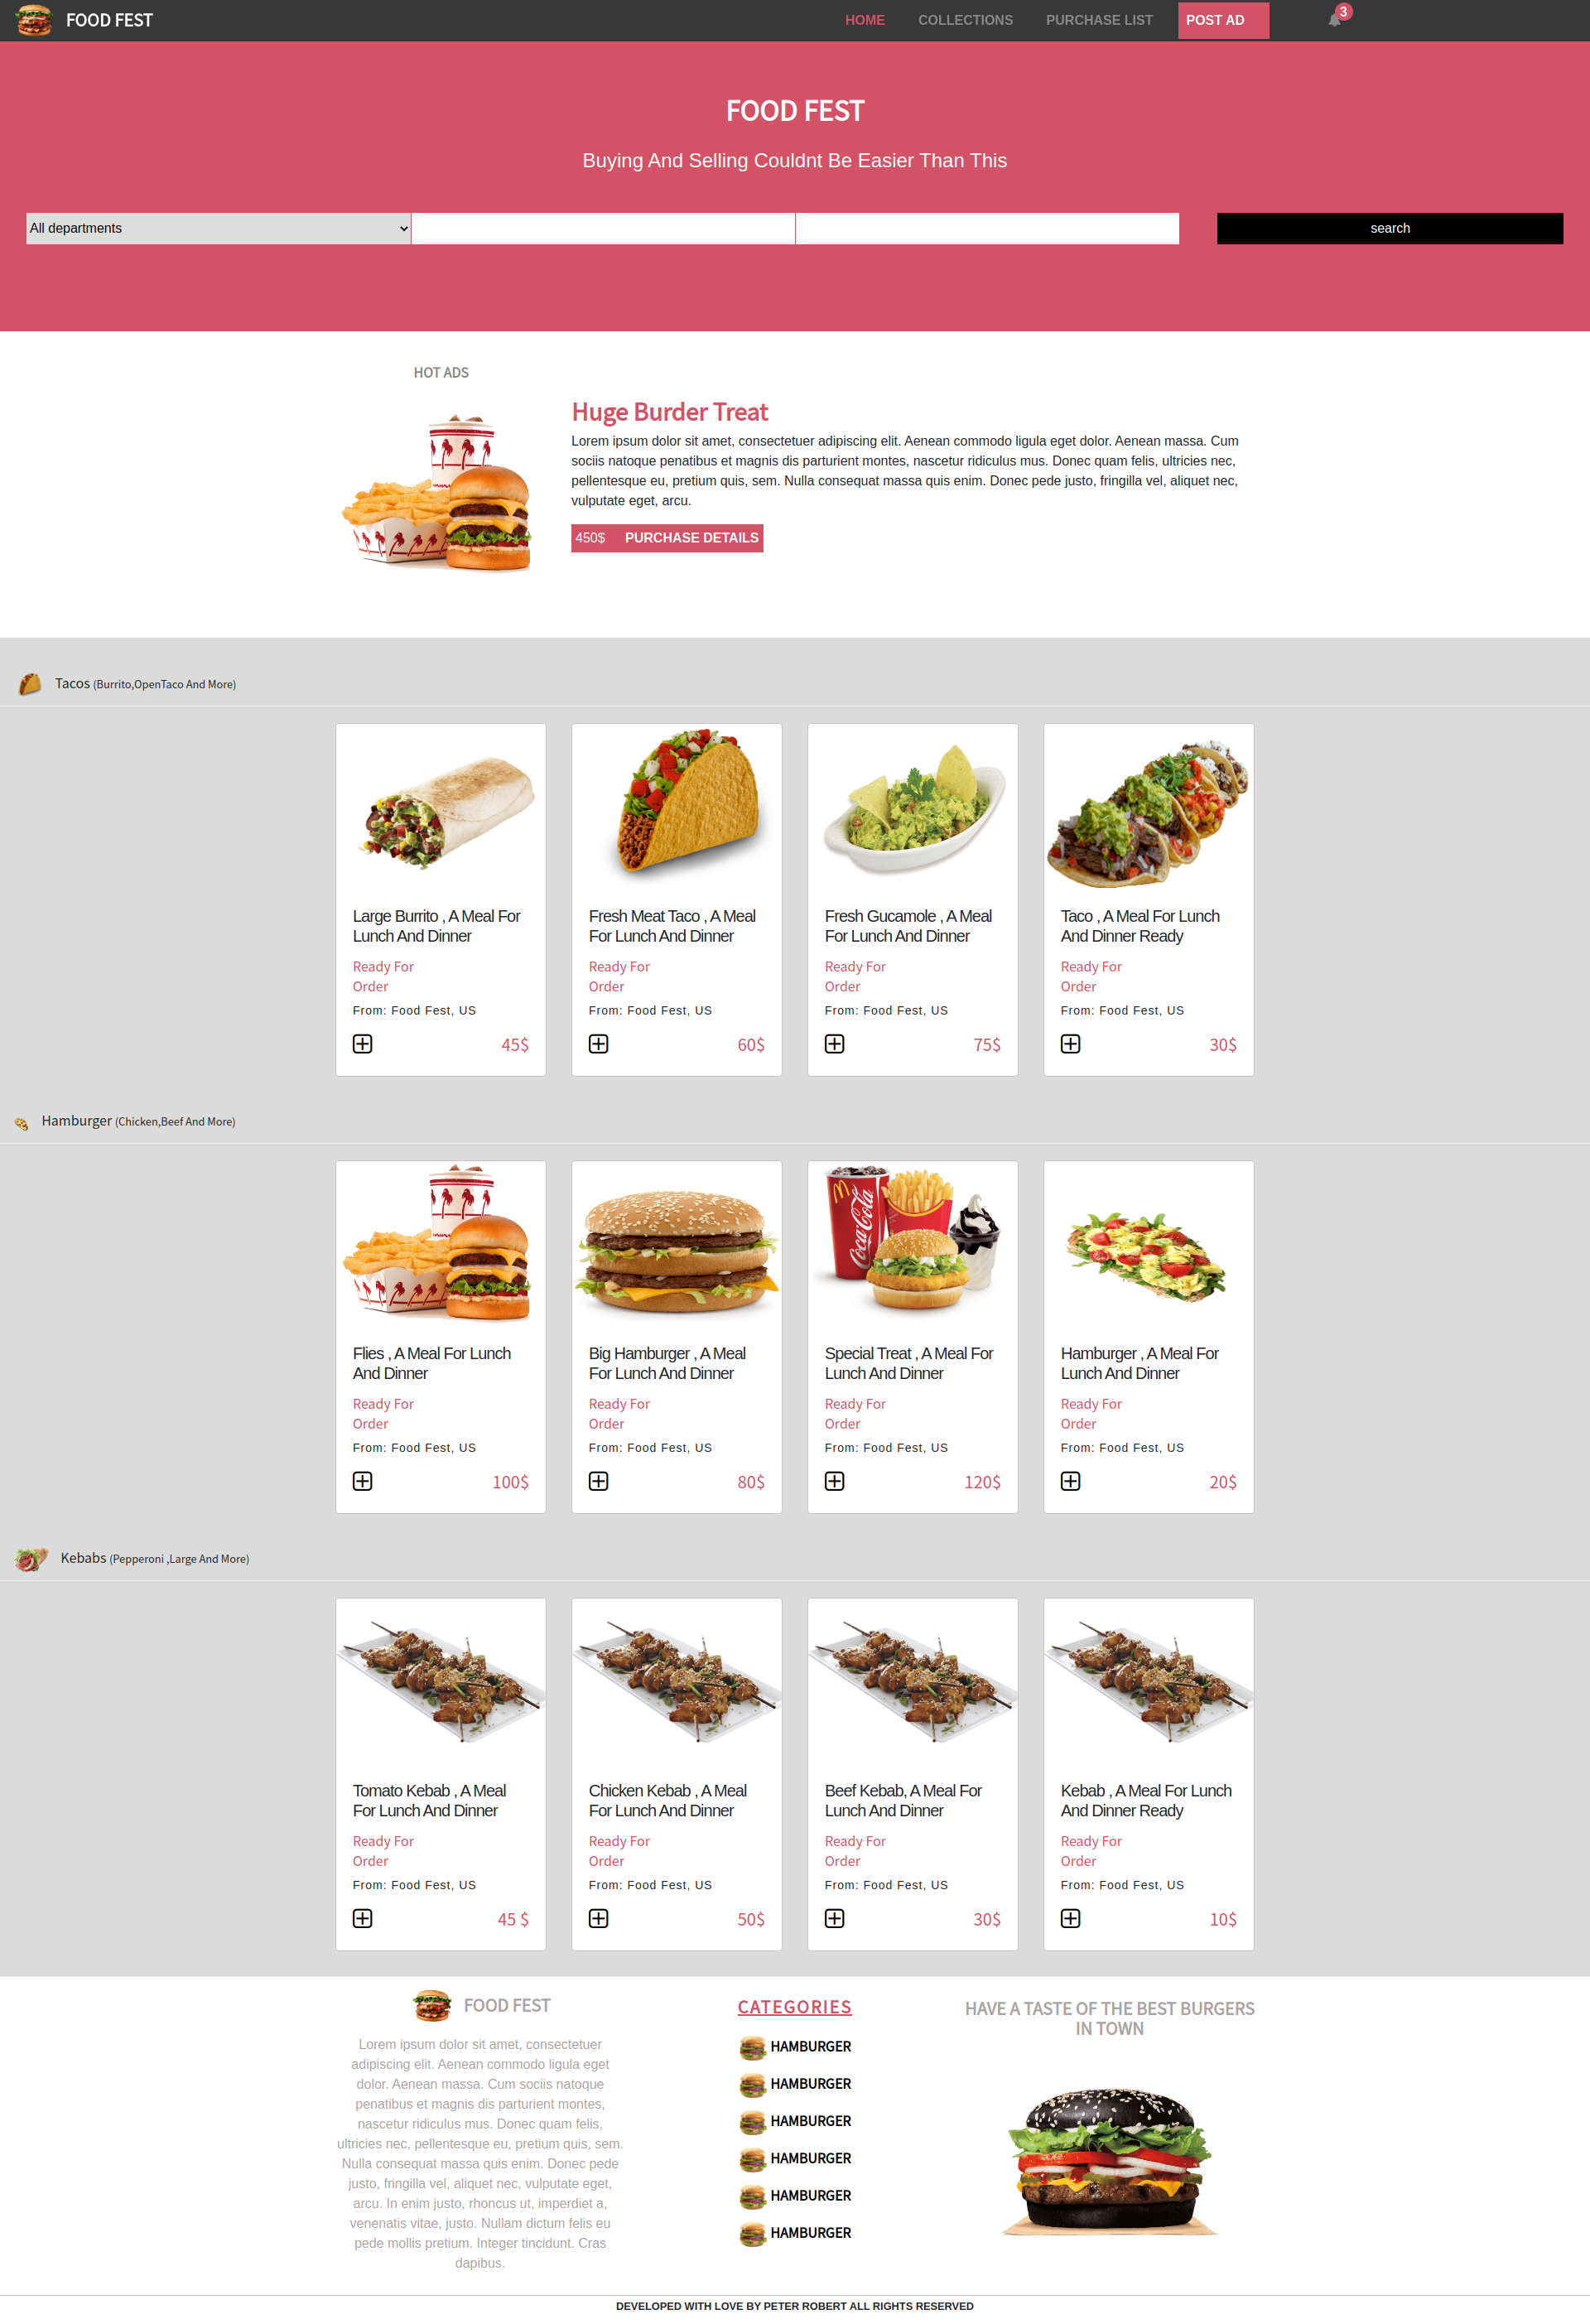 FOOD FEST
HOME COLLECTIONS PURCHASE LIST POST AD 3
FOOD FEST
Buying And Selling Couldnt Be Easier Than This
All departments search
HOT ADS
Huge Burder Treat
Lorem ipsum dolor sit amet, consectetuer adipiscing elit. Aenean commodo ligula eget dolor. Aenean massa. Cum
sociis natoque penatibus et magnis dis parturient montes, nascetur ridiculus mus. Donec quam felis, ultricies nec,
pellentesque eu, pretium quis, sem. Nulla consequat massa quis enim. Donec pede justo, fringilla vel, aliquet nec,
vulputate eget, arcu.
450$ PURCHASE DETAILS
Tacos (Burrito,OpenTaco And More)
Large Burrito , A Meal For
Lunch And Dinner
Ready For
Order
From: Food Fest, US
45$
Fresh Meat Taco , A Meal
For Lunch And Dinner
Ready For
Order
From: Food Fest, US
60$
Fresh Gucamole , A Meal
For Lunch And Dinner
Ready For
Order
From: Food Fest, US
75$
Taco , A Meal For Lunch
And Dinner Ready
Ready For
Order
From: Food Fest, US
30$
Hamburger (Chicken,Beef And More)
Flies , A Meal For Lunch
And Dinner
Ready For
Order
From: Food Fest, US
100$
Big Hamburger , A Meal
For Lunch And Dinner
Ready For
Order
From: Food Fest, US
80$
Coca-Cola
Special Treat , A Meal For
Lunch And Dinner
Ready For
Order
From: Food Fest, US
120$
Hamburger , A Meal For
Lunch And Dinner
Ready For
Order
From: Food Fest, US
20$
Kebabs (Pepperoni ,Large And More)
Tomato Kebab , A Meal
For Lunch And Dinner
Ready For
Order
From: Food Fest, US
45 $
Chicken Kebab , A Meal
For Lunch And Dinner
Ready For
Order
From: Food Fest, US
50$
Beef Kebab, A Meal For
Lunch And Dinner
Ready For
Order
From: Food Fest, US
30$
Kebab , A Meal For Lunch
And Dinner Ready
Ready For
Order
From: Food Fest, US
10$
FOOD FEST
Lorem ipsum dolor sit amet, consectetuer
adipiscing elit. Aenean commodo ligula eget
dolor. Aenean massa. Cum sociis natoque
penatibus et magnis dis parturient montes,
nascetur ridiculus mus. Donec quam felis,
ultricies nec, pellentesque eu, pretium quis, sem.
Nulla consequat massa quis enim. Donec pede
justo, fringilla vel, aliquet nec, vulputate eget,
arcu. In enim justo, rhoncus ut, imperdiet a,
venenatis vitae, justo. Nullam dictum felis eu
pede mollis pretium. Integer tincidunt. Cras
dapibus.
CATEGORIES
HAMBURGER
HAMBURGER
HAMBURGER
HAMBURGER
HAMBURGER
HAMBURGER
HAVE A TASTE OF THE BEST BURGERS
IN TOWN
DEVELOPED WITH LOVE BY PETER ROBERT ALL RIGHTS RESERVED